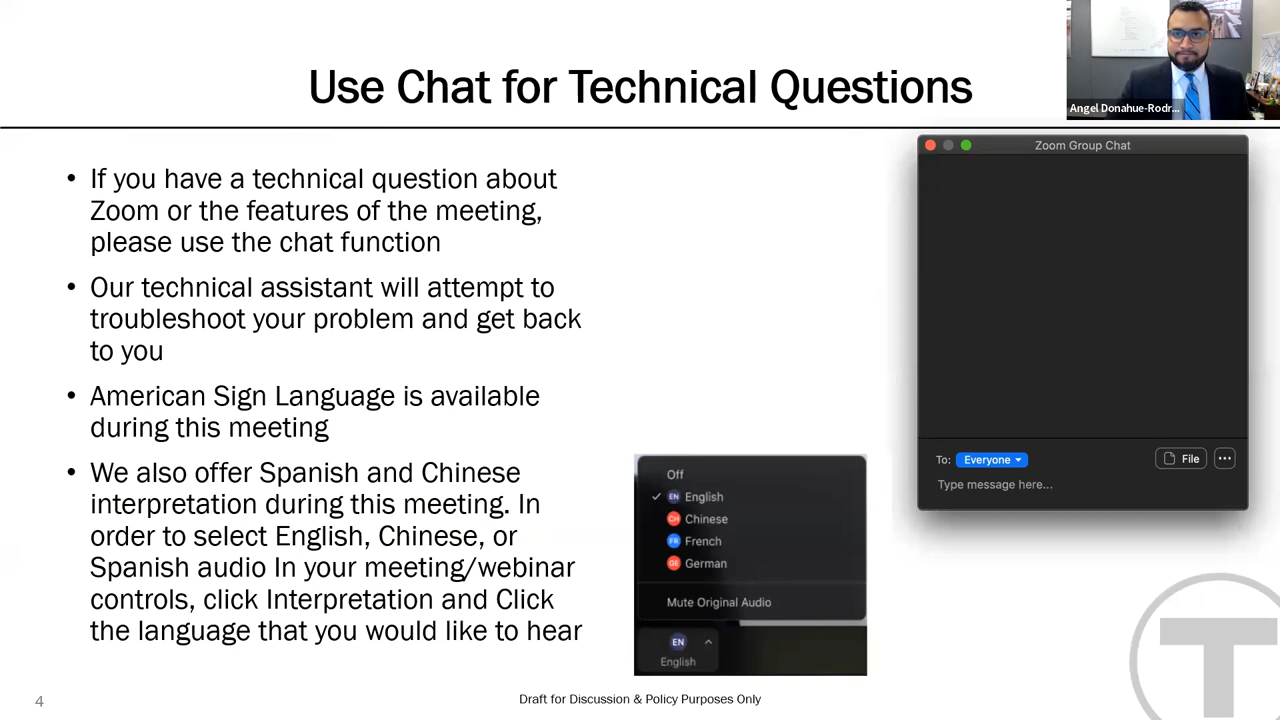 Use Chat for Technical Questions
Angel Donahue-Rodr...
• If you have a technical question about
Zoom or the features of the meeting,
please use the chat function
• Our technical assistant will attempt to
troubleshoot your problem and get back
to you
• American Sign Language is available
during this meeting
• We also offer Spanish and Chinese
interpretation during this meeting. In
order to select English, Chinese, or
Spanish audio In your meeting/webinar
controls, click Interpretation and Click
the language that you would like to hear
Off
✓ EN English
CH Chinese
FR French
GE German
Mute Original Audio
EN
English
Zoom Group Chat
To: Everyone
File
Type message here...
T
4
Draft for Discussion & Policy Purposes Only